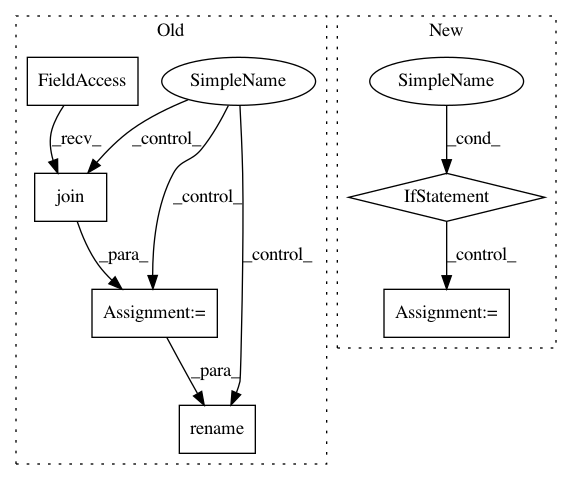 Old
New
FieldAccess
SimpleName
SimpleName
_recv_
_control_
_cond_
_control_
_control_
join
IfStatement
_para_
_control_
Assignment:=
Assignment:=
_para_
rename